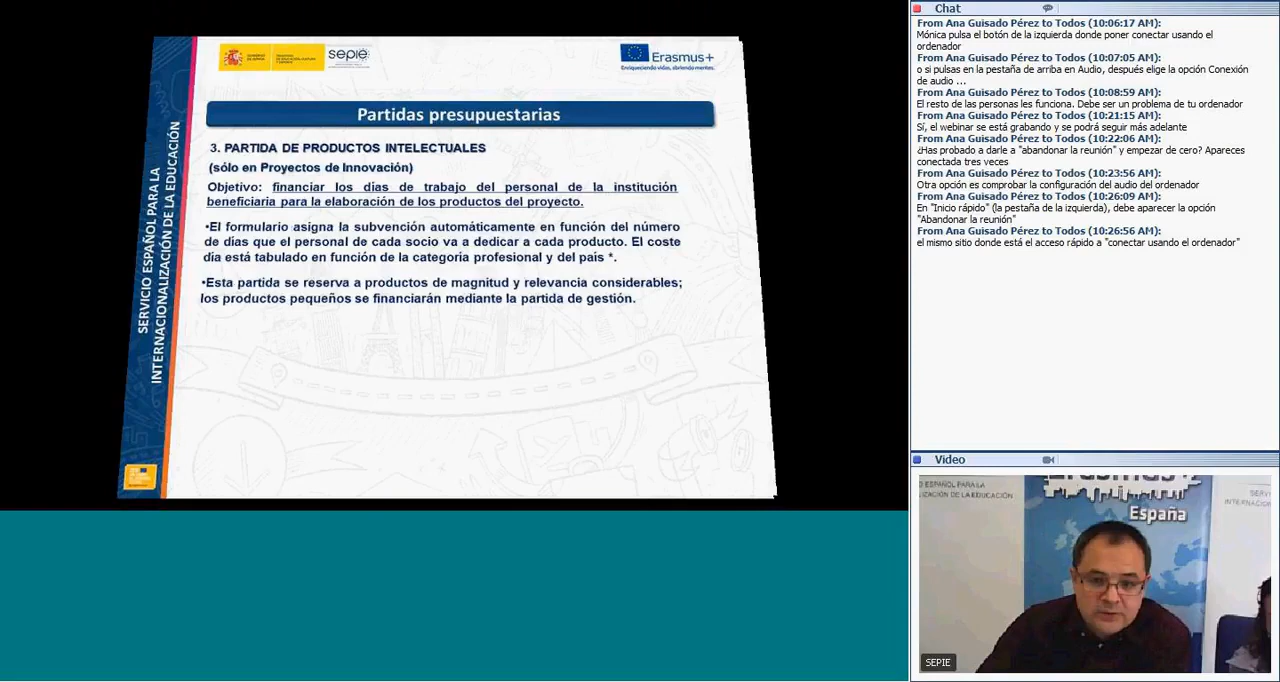 SERVICIO ESPAÑOL PARA LA
INTERNACIONALIZACIÓN DE LA EDUCACIÓN
sepie
Erasmus+
Enriqueciendo vidas, abriendo mentes.
Partidas presupuestarias
3. PARTIDA DE PRODUCTOS INTELECTUALES
(sólo en Proyectos de Innovación)
Objetivo: financiar los días de trabajo del personal de la institución
beneficiaria para la elaboración de los productos del proyecto.
•El formulario asigna la subvención automáticamente en función del número
de días que el personal de cada socio va a dedicar a cada producto. El coste
día está tabulado en función de la categoría profesional y del país *.
•Esta partida se reserva a productos de magnitud y relevancia considerables;
los productos pequeños se financiarán mediante la partida de gestión.
Chat
From Ana Guisado Pérez to Todos (10:06:17 AM):
Mónica pulsa el botón de la izquierda donde poner conectar usando el
ordenador
From Ana Guisado Pérez to Todos (10:07:05 AM):
o si pulsas en la pestaña de arriba en Audio, después elige la opción Conexión
de audio ...
From Ana Guisado Pérez to Todos (10:08:59 AM):
El resto de las personas les funciona. Debe ser un problema de tu ordenador
From Ana Guisado Pérez to Todos (10:21:15 AM):
Sí, el webinar se está grabando y se podrá seguir más adelante
From Ana Guisado Pérez to Todos (10:22:06 AM):
¿Has probado a darle a "abandonar la reunión" y empezar de cero? Apareces
conectada tres veces
From Ana Guisado Pérez to Todos (10:23:56 AM):
Otra opción es comprobar la configuración del audio del ordenador
From Ana Guisado Pérez to Todos (10:26:09 AM):
En "Inicio rápido" (la pestaña de la izquierda), debe aparecer la opción
"Abandonar la reunión"
From Ana Guisado Pérez to Todos (10:26:56 AM):
el mismo sitio donde está el acceso rápido a "conectar usando el ordenador"
Video
ESPAÑOL PARA LA
LIZACIÓN DE LA EDUCACIÓN
España
SEPIE